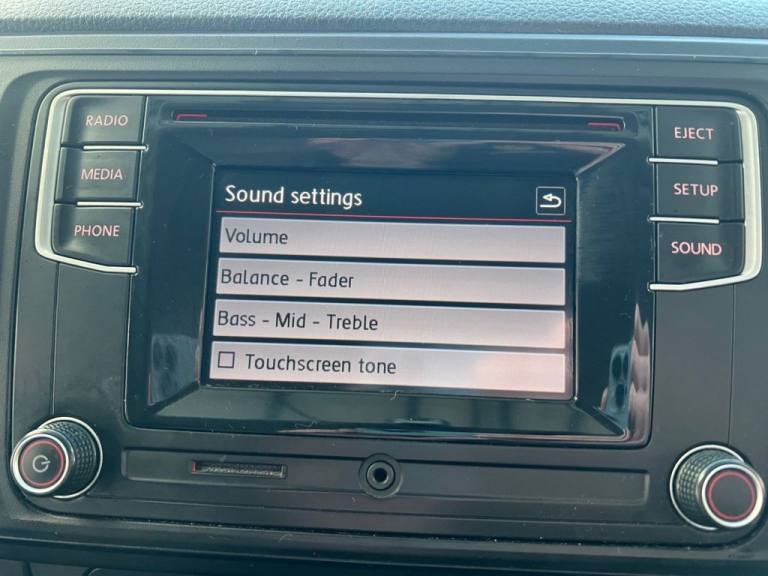 RADIO
MEDIA
PHONE
EJECT
SETUP
SOUND
Sound settings
Volume
Balance - Fader
Bass - Mid - Treble
Touchscreen tone